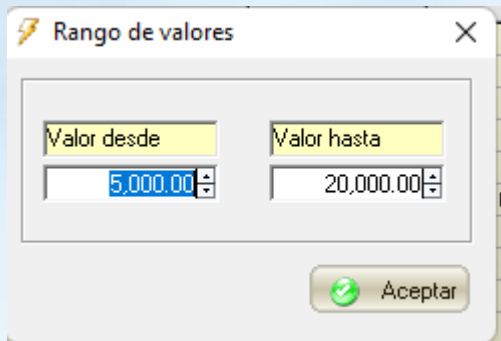 Rango de valores
Valor desde
Valor hasta
5,000.00
20,000.00
Aceptar